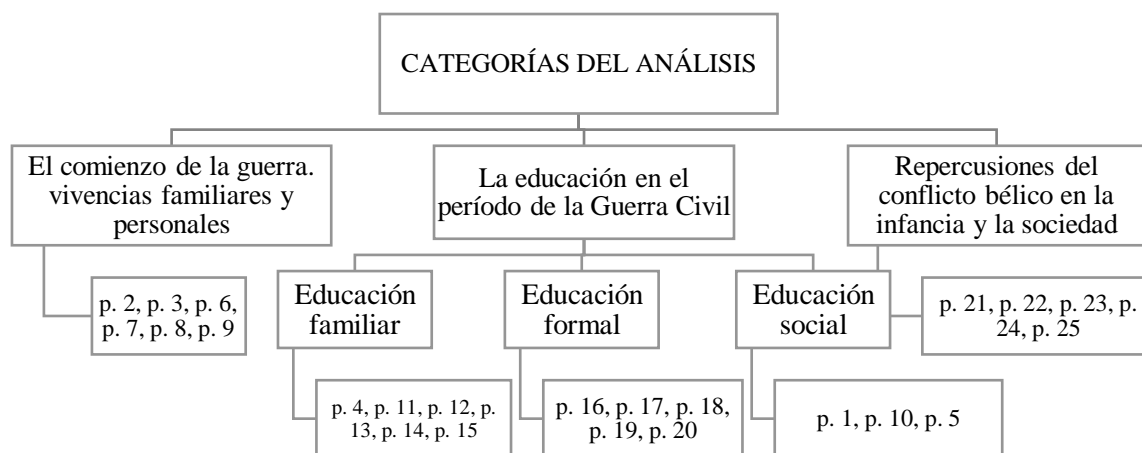 CATEGORÍAS DEL ANÁLISIS
El comienzo de la guerra.
vivencias familiares y
personales
La educación en el
período de la Guerra Civil
Repercusiones del
conflicto bélico en la
infancia y la sociedad
p. 2, p. 3, p. 6,
p. 7, p. 8, p. 9
Educación
familiar
Educación
formal
Educación
social
p. 21, p. 22, p. 23, p.
24, p. 25
p. 4, p. 11, p. 12, p.
13, p. 14, p. 15
p. 16, p. 17, p. 18,
p. 19, p. 20
p. 1, p. 10, p. 5